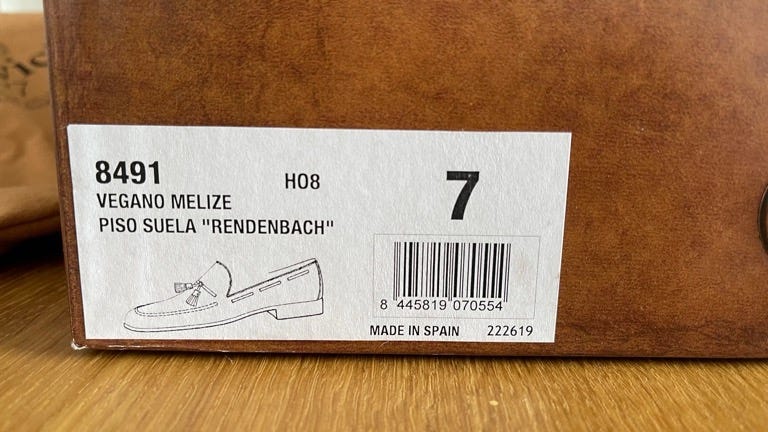 8491
H08
7
VEGANO MELIZE
PISO SUELA "RENDENBACH"
8 445819 070554
MADE IN SPAIN 222619